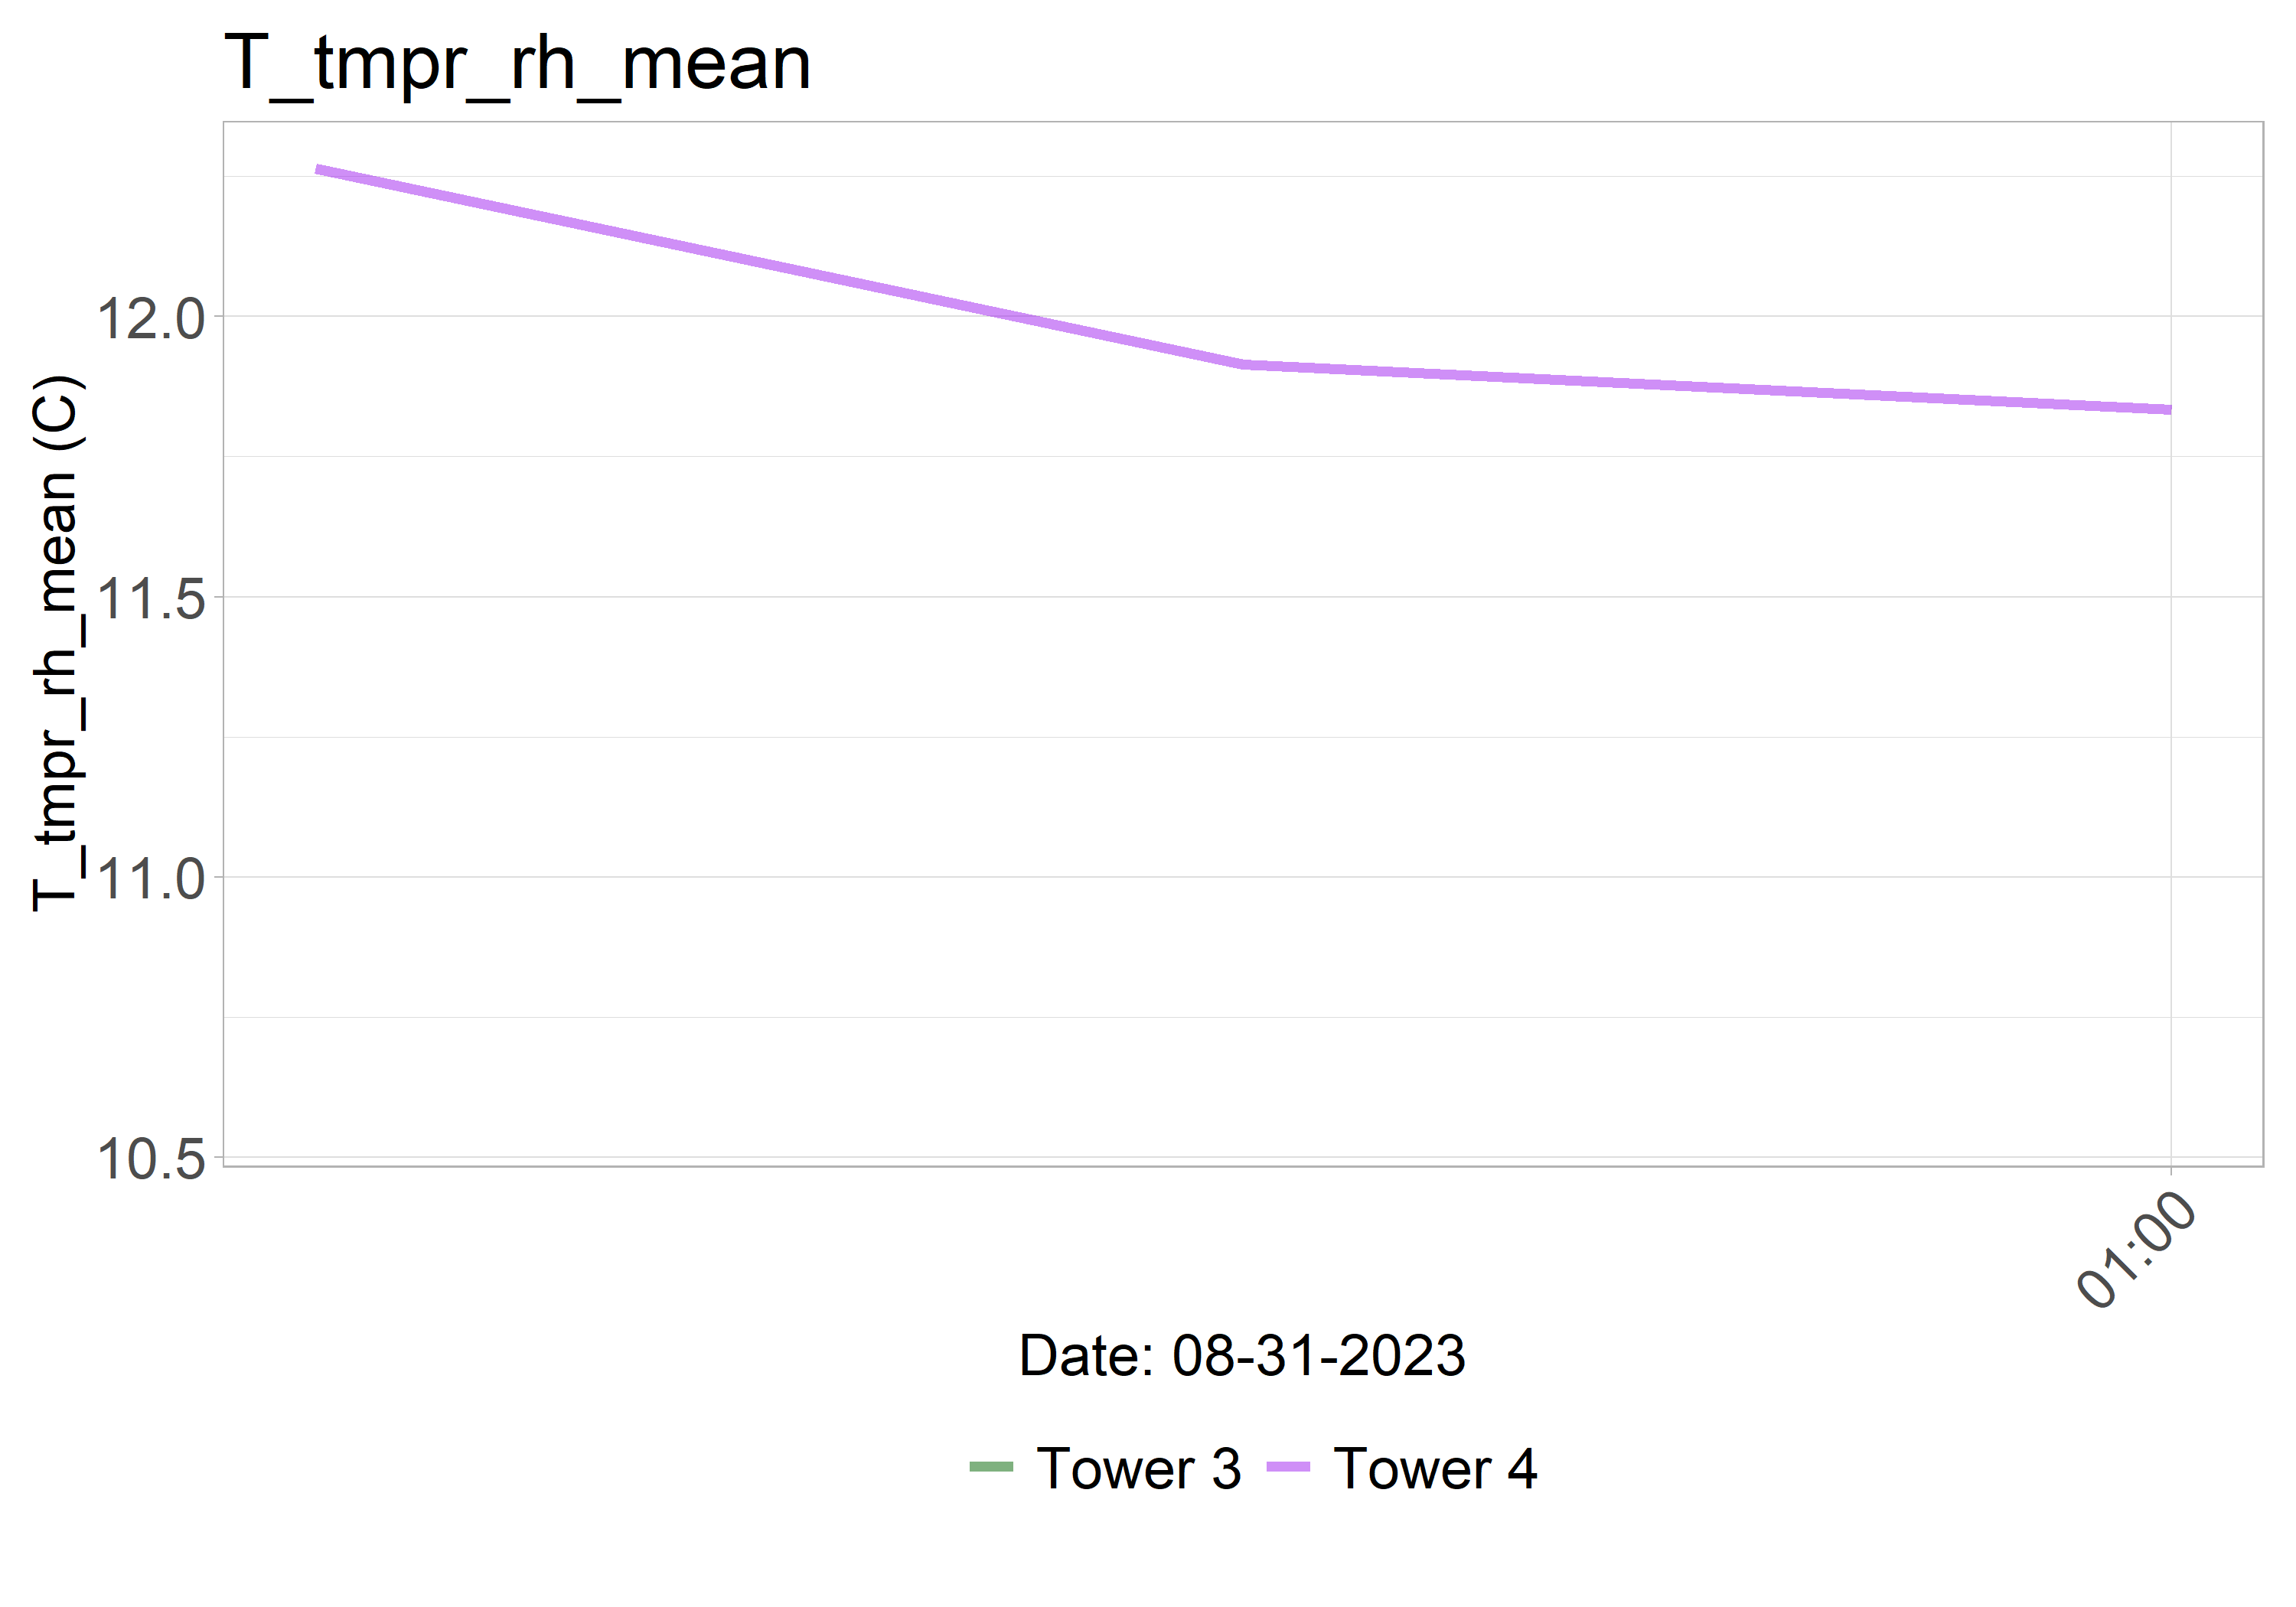 T_tmpr_rh_mean
T_tmpr_rh_mean (C)
12.0
11.5
11.0
10.5
01:00
Date: 08-31-2023
Tower 3 Tower 4